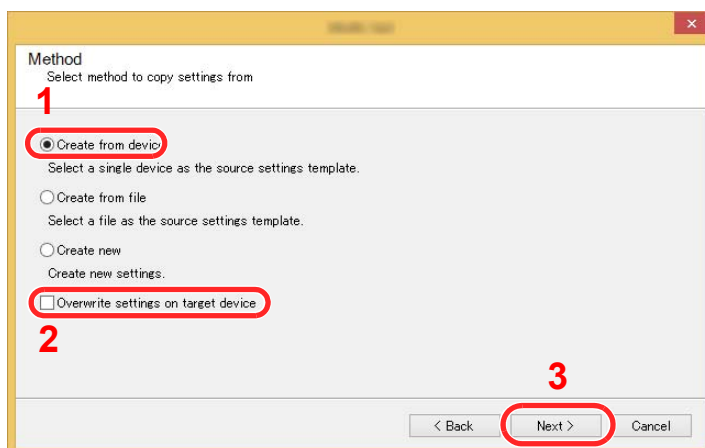 Method
Select method to copy settings from
1
Create from device
Select a single device as the source settings template.
Create from file
Select a file as the source settings template.
Create new
Create new settings.
Overwrite settings on target device
2
3
< Back Next > Cancel